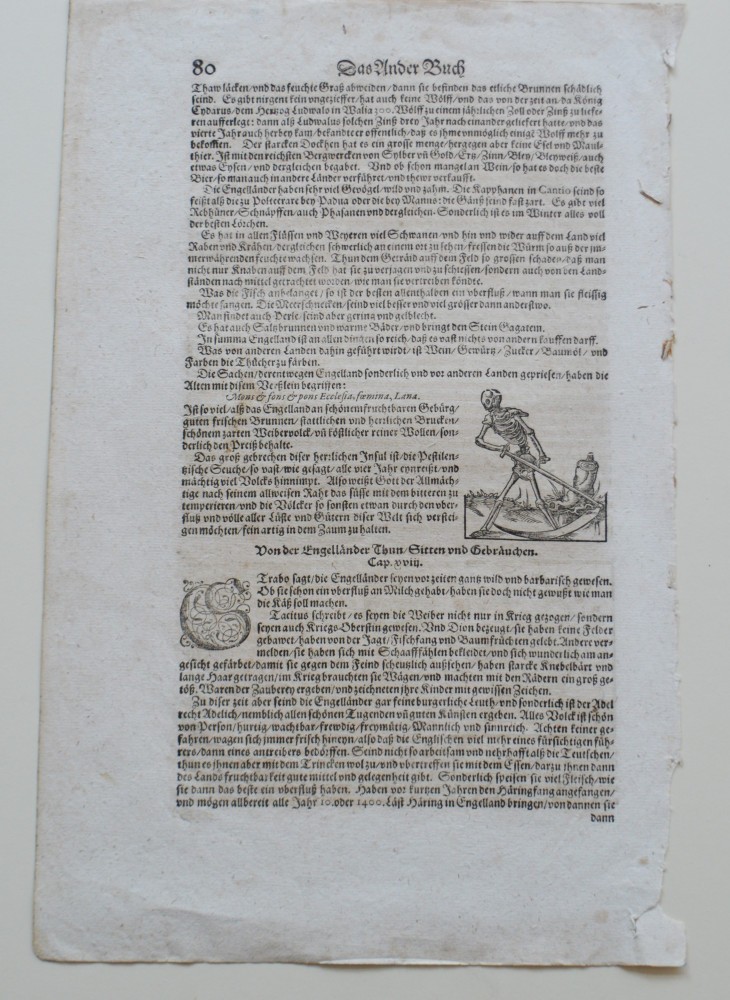 80 Das Ander Buch
Thaw läcken/vnd das feuchte Graß abweiden/dann sie befinden das etliche Brunnen schädlich
seind. Es gibt nirgent kein vngezieffer/hat auch keine Wölff/vnd das von der zeit an/da König
Eydarus/dem Hertzog Ludwalo in Walia 300. Wölff zu einem jährlichen Zoll oder Zinß zu liefe-
ren aufferlegt: dann alß Ludwalus solchen Zinß drey Jahr nach einander geliefert hatte/vnd das
vierte Jahr auch herbey kam/bekandte er offentlich/daß es ihme vnmöglich einige Wolff mehr zu
bekom̄en. Der starcken Docken hat es ein grosse menge/hergegen aber keine Esel vnd Maul-
thier. Ist mit den reichsten Bergwercken von Sylber vn̄ Gold/Ertz/Zinn/Bley/Bleyweiß/auch
etwas Eysen/vnd dergleichen begabet. Vnd ob schon mangel an Wein/so hat es doch die beste
Bier/so man auch in andere Länder verführt/vnd thewr verkaufft.
Die Engelländer haben sehr viel Gevögel/wild vnd zahm. Die Kapphanen in Cantio seind so
feißt alß die zu Politeerare bey Padua oder die bey Manns: die Gänß seind fast zart. Es gibt viel
Rebhüner/Schnäpffen/auch Phasanen vnd dergleichen. Sonderlich ist es im Winter alles voll
der besten Lörchen.
Es hat in allen Flüssen vnd Weyeren viel Schwanen/vnd hin vnd wider auff dem Land viel
Raben vnd Krähen/dergleichen schwerlich an einem ort zu sehen/fressen die Würm so auß der im-
merwährenden feuchte wachsen. Thun dem Getraid auff dem Feld so grossen schaden/daß man
nicht nur Knaben auff dem Feld hat sie zu verjagen vnd zu schiessen/sondern auch von den Land-
ständen nach mittel getrachtet worden/wie man sie vertreiben köndte.
Was die Fisch anbelanget/so ist der besten allenthalben ein vberfluß/wann man sie fleissig
möchte fangen. Die Meerschnecken/seind viel besser vnd viel grösser dann anderstwo.
Man findet auch Perle/seind aber gering vnd gelblecht.
Es hat auch Saltzbrunnen vnd warme Bäder/vnd bringt den Stein Gagatem.
In summa Engelland ist an allen dingen so reich/daß es vast nichts von andern kauffen darff.
Was von anderen Landen dahin geführt wirdt/ist Wein/Gewürtz/Zucker/Baumöl/vnd
Farben die Thücher zu färben.
Die Sachen/derentwegen Engelland sonderlich vnd vor anderen Landen gepriesen/haben die
Alten mit disem Verßlein begriffen:
Mons & fons & pons Ecclesia, fœmina, Lana.
Ist so viel/alß das Engelland an schönem fruchtbaren Gebürg/
guten frischen Brunnen/stattlichen vnd herrlichen Brucken/
schönem zarten Weibervolck/vn̄ köstlicher reiner Wollen/son-
derlich den Preiß behalte.
Das groß gebrechen diser herrlichen Insul ist/die Pestilen-
tzische Seuche/so vast/wie gesagt/alle vier Jahr eynreißt/vnd
mächtig viel Volcks hinnimpt. Also weißt Gott der Allmäch-
tige nach seinem allweisen Raht das süsse mit dem bitteren zu
temperieren/vnd die Völcker so sonsten etwan durch den vber-
fluß vnd völle aller Lüste vnd Gütern diser Welt sich verstei-
gen möchten/fein artig in dem Zaum zu halten.
Von der Engelländer Thun/Sitten vnd Gebräuchen.
Cap. xviij.
STrabo sagt/die Engelländer seyen vor zeiten gantz wild vnd barbarisch gewesen.
Ob sie schon ein vberfluß an Milch gehabt/haben sie doch nicht gewußt wie man
die Käß soll machen.
Tacitus schreibt/es seyen die Weiber nicht nur in Krieg gezogen/sondern
seyen auch Kriegs-Oberstin gewesen. Vnd Dion bezeugt/sie haben keine Felder
gebawet/haben von der Jagt/Fischfang vnd Baumfrüchten gelebt. Andere ver-
melden/sie haben sich mit Schaaffählen bekleidet/vnd sich wunderlich am an-
gesicht gefärbet/damit sie gegen dem Feind scheußlich außsehen/haben starcke Knebelbärt vnd
lange Haar getragen/im Krieg brauchten sie Wägen/vnd machten mit den Rädern ein groß ge-
töß. Waren der Zauberey ergeben/vnd zeichneten ihre Kinder mit gewissen Zeichen.
Zu diser zeit aber seind die Engelländer gar feine burgerliche Leuth/vnd sonderlich ist der Adel
recht Adelich/nemblich allen schönen Tugenden vn̄ guten Künsten ergeben. Alles Volck ist schön
von Person/hurtig/wachtbar/frewdig/freymütig/Mannlich vnd sinnreich. Achten keiner ge-
fahren/wagen sich immer frisch hineyn/also daß die Englischen viel mehr eines fürsichtigen füh-
rers/dann eines antreibers bedörffen. Seind nicht so arbeitsam vnd nehrhafft alß die Teutschen/
thun es ihnen aber mit dem Trincken wol zu/vnd vbertreffen sie mit dem Essen/darzu ihnen dann
des Lands fruchtbarkeit gute mittel vnd gelegenheit gibt. Sonderlich speisen sie viel Fleisch/wie
sie dann das beste ein vberfluß haben. Haben vor kurtzen Jahren den Häringfang angefangen/
vnd mögen allbereit alle Jahr 10. oder 1400. Läst Häring in Engelland bringen/von dannen sie
dann